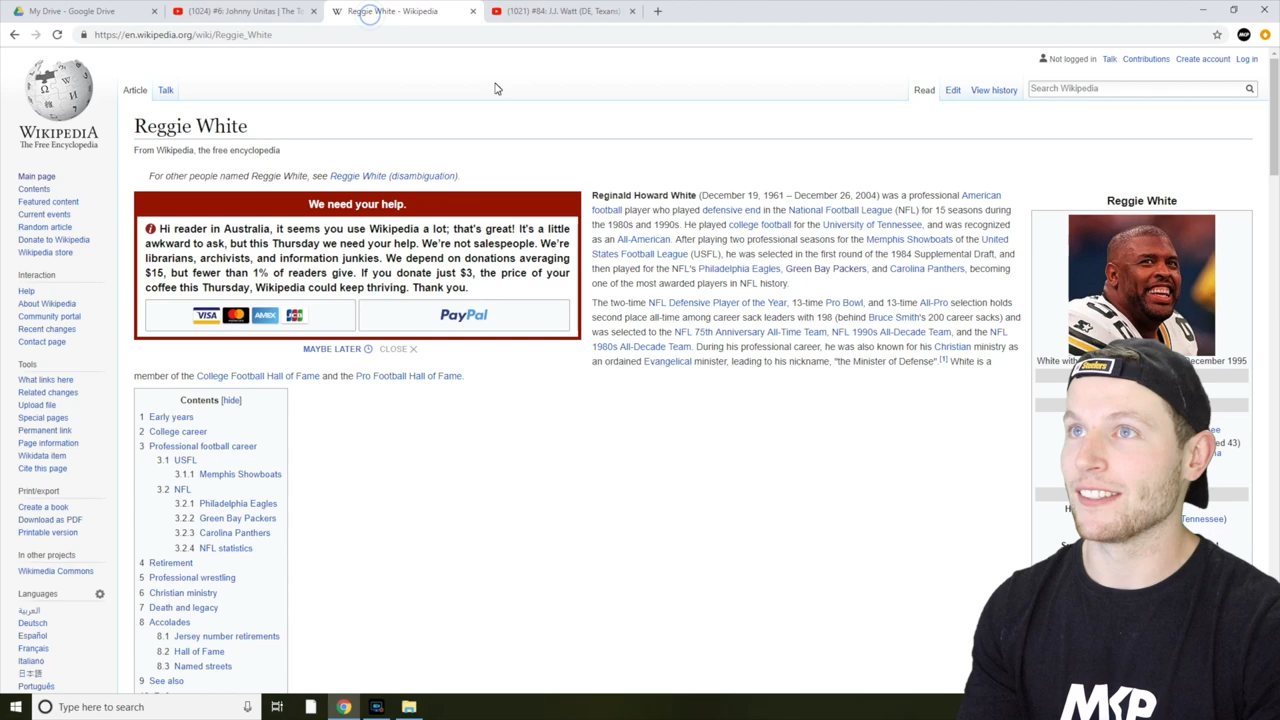 My Drive - Google Drive
(1024) #6: Johnny Unitas | The To
Reggie White - Wikipedia
(1021) #84: J.J. Watt (DE, Texans)
https://en.wikipedia.org/wiki/Reggie_White
Not logged in Talk Contributions Create account Log in
Article Talk
Read Edit View history
Search Wikipedia
WIKIPEDIA
The Free Encyclopedia
Main page
Contents
Featured content
Current events
Random article
Donate to Wikipedia
Wikipedia store
Interaction
Help
About Wikipedia
Community portal
Recent changes
Contact page
Tools
What links here
Related changes
Upload file
Special pages
Permanent link
Page information
Wikidata item
Cite this page
Print/export
Create a book
Download as PDF
Printable version
In other projects
Wikimedia Commons
Languages
العربية
Deutsch
Español
Français
Italiano
日本語
Português
Reggie White
From Wikipedia, the free encyclopedia
For other people named Reggie White, see Reggie White (disambiguation).
We need your help.
Hi reader in Australia, it seems you use Wikipedia a lot; that's great! It's a little
awkward to ask, but this Thursday we need your help. We're not salespeople. We're
librarians, archivists, and information junkies. We depend on donations averaging
$15, but fewer than 1% of readers give. If you donate just $3, the price of your
coffee this Thursday, Wikipedia could keep thriving. Thank you.
VISA AMEX JCB
PayPal
MAYBE LATER CLOSE
Reginald Howard White (December 19, 1961 – December 26, 2004) was a professional American
football player who played defensive end in the National Football League (NFL) for 15 seasons during
the 1980s and 1990s. He played college football for the University of Tennessee, and was recognized
as an All-American. After playing two professional seasons for the Memphis Showboats of the United
States Football League (USFL), he was selected in the first round of the 1984 Supplemental Draft, and
then played for the NFL's Philadelphia Eagles, Green Bay Packers, and Carolina Panthers, becoming
one of the most awarded players in NFL history.
The two-time NFL Defensive Player of the Year, 13-time Pro Bowl, and 13-time All-Pro selection holds
second place all-time among career sack leaders with 198 (behind Bruce Smith's 200 career sacks) and
was selected to the NFL 75th Anniversary All-Time Team, NFL 1990s All-Decade Team, and the NFL
1980s All-Decade Team. During his professional career, he was also known for his Christian ministry as
an ordained Evangelical minister, leading to his nickname, "the Minister of Defense".[1] White is a
member of the College Football Hall of Fame and the Pro Football Hall of Fame.
Contents [hide]
1 Early years
2 College career
3 Professional football career
3.1 USFL
3.1.1 Memphis Showboats
3.2 NFL
3.2.1 Philadelphia Eagles
3.2.2 Green Bay Packers
3.2.3 Carolina Panthers
3.2.4 NFL statistics
4 Retirement
5 Professional wrestling
6 Christian ministry
7 Death and legacy
8 Accolades
8.1 Jersey number retirements
8.2 Hall of Fame
8.3 Named streets
9 See also
Reggie White
White with
December 1995
43)
Tennessee)
Steelers
MKP
Type here to search